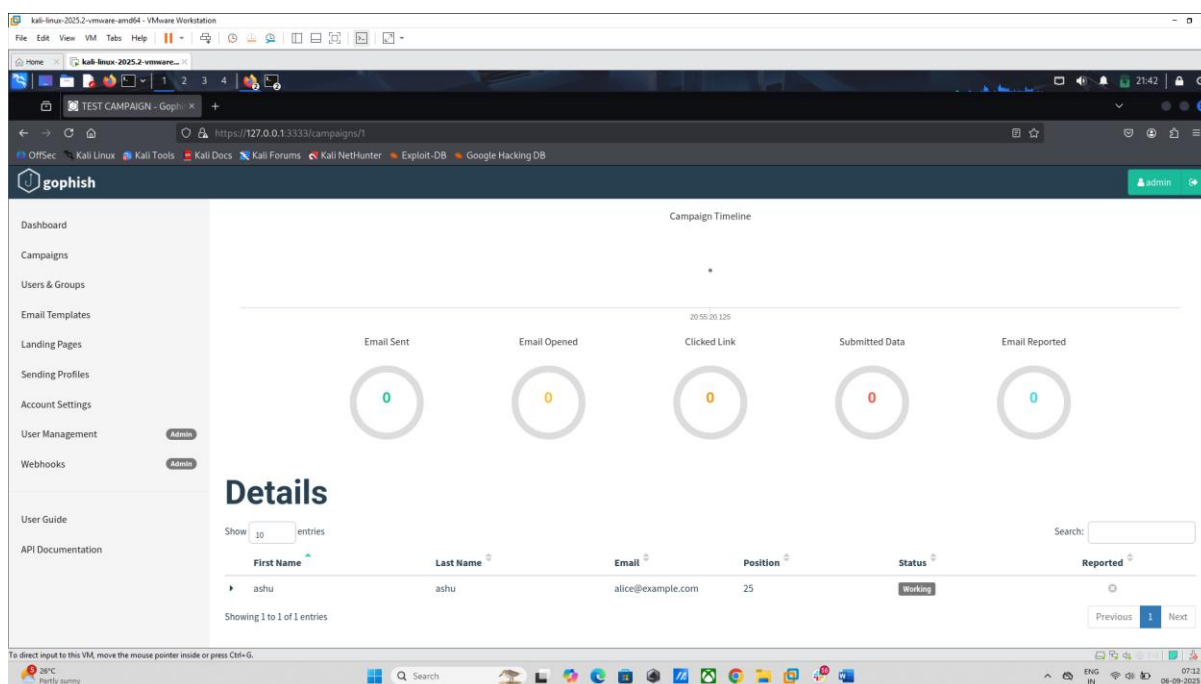 kali-linux-2025.2-vmware-amd64 - VMware Workstation
File Edit View VM Tabs Help
Home kali-linux-2025.2-vmware...
1 2 3 4 21:42
TEST CAMPAIGN - Gophi
https://127.0.0.1:3333/campaigns/1
OffSec Kali Linux Kali Tools Kali Docs Kali Forums Kali NetHunter Exploit-DB Google Hacking DB
gophish
admin
Dashboard
Campaigns
Users & Groups
Email Templates
Landing Pages
Sending Profiles
Account Settings
User Management Admin
Webhooks Admin
User Guide
API Documentation
Campaign Timeline
20:55:20.125
Email Sent Email Opened Clicked Link Submitted Data Email Reported
0 0 0 0 0
Details
Show 10 entries Search:
First Name Last Name Email Position Status Reported
ashu ashu alice@example.com 25 Working
Showing 1 to 1 of 1 entries Previous 1 Next
To direct input to this VM, move the mouse pointer inside or press Ctrl+G.
26°C
Partly sunny
Search
ENG
IN
07:12
06-09-2025